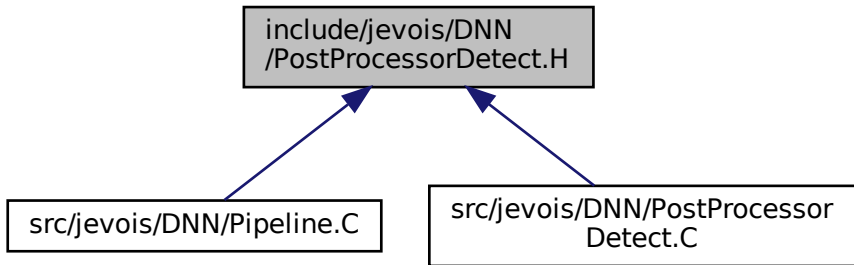 include/jevois/DNN
/PostProcessorDetect.H
src/jevois/DNN/Pipeline.C
src/jevois/DNN/PostProcessor
Detect.C